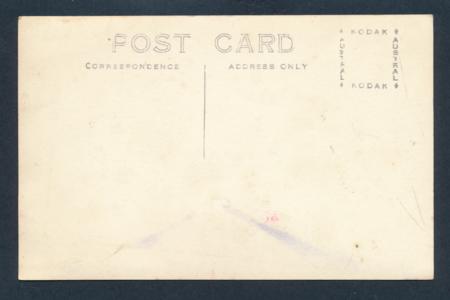 POST CARD
CORRESPONDENCE
ADDRESS ONLY
KODAK
AUSTRAL
AUSTRAL
KODAK